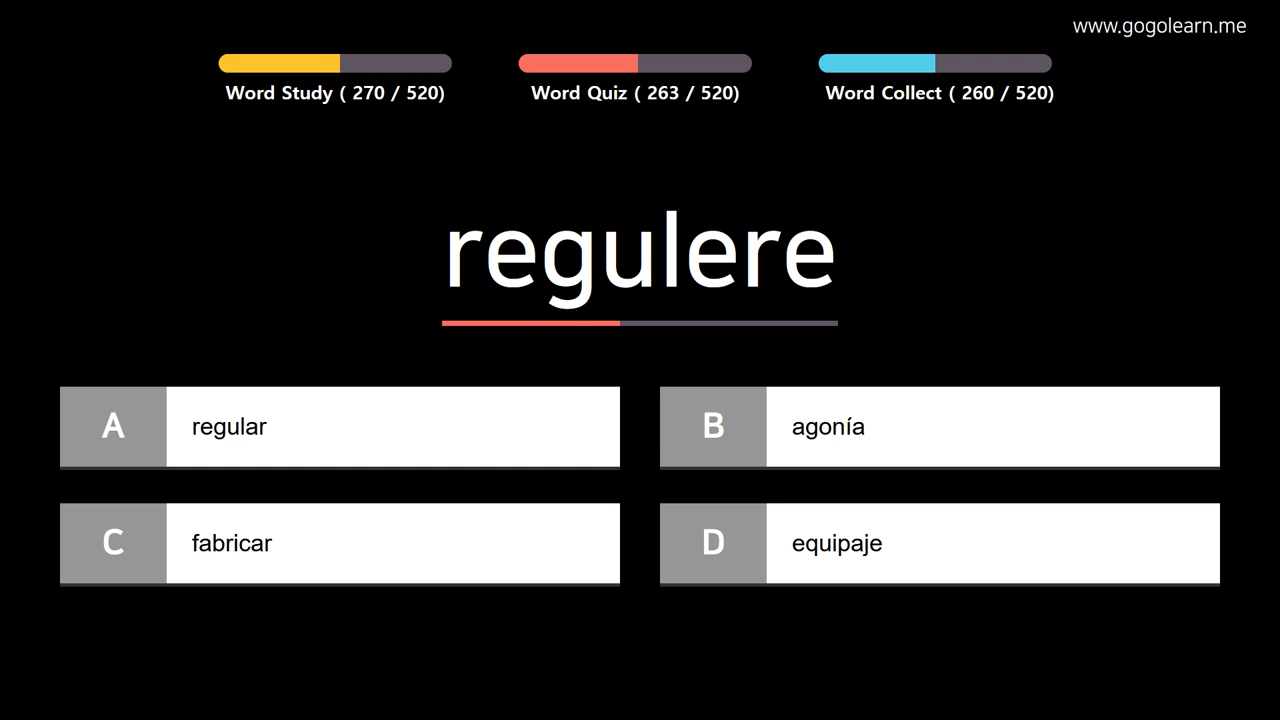 www.gogolearn.me
Word Study ( 270 / 520)
Word Quiz ( 263 / 520)
Word Collect ( 260 / 520)
regulere
A regular
B agonía
C fabricar
D equipaje